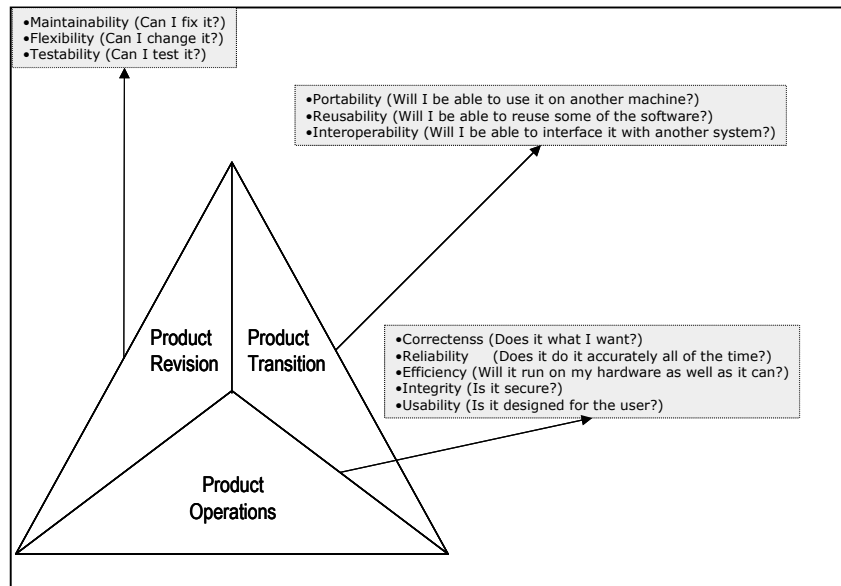 •Maintainability (Can I fix it?)
•Flexibility (Can I change it?)
•Testability (Can I test it?)
•Portability (Will I be able to use it on another machine?)
•Reusability (Will I be able to reuse some of the software?)
•Interoperability (Will I be able to interface it with another system?)
Product
Revision
Product
Transition
•Correctenss (Does it what I want?)
•Reliability (Does it do it accurately all of the time?)
•Efficiency (Will it run on my hardware as well as it can?)
•Integrity (Is it secure?)
•Usability (Is it designed for the user?)
Product
Operations